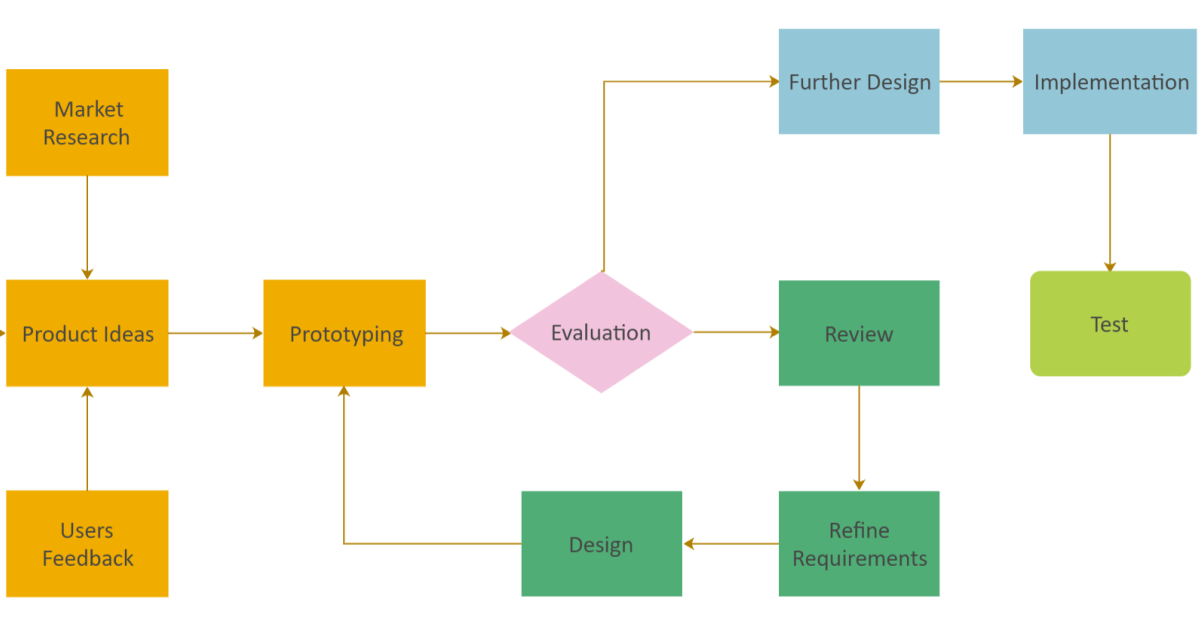 Market
Research
Further Design
Implementation
Product Ideas
Prototyping
Evaluation
Review
Test
Users
Feedback
Design
Refine
Requirements